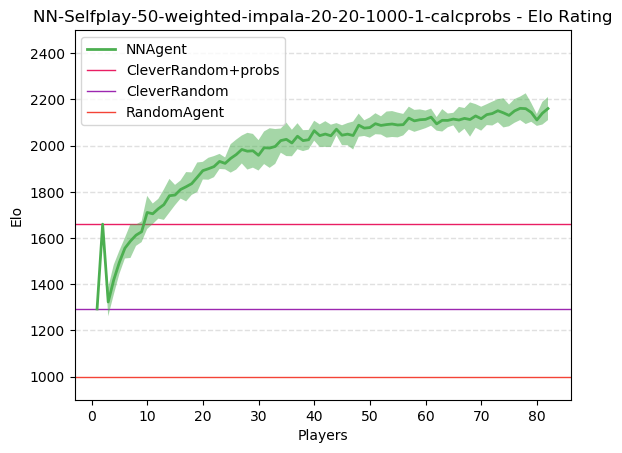 NN-Selfplay-50-weighted-impala-20-20-1000-1-calcprobs - Elo Rating
NNAgent
CleverRandom+probs
CleverRandom
RandomAgent
2400
2200
2000
1800
1600
1400
1200
1000
Elo
0 10 20 30 40 50 60 70 80
Players